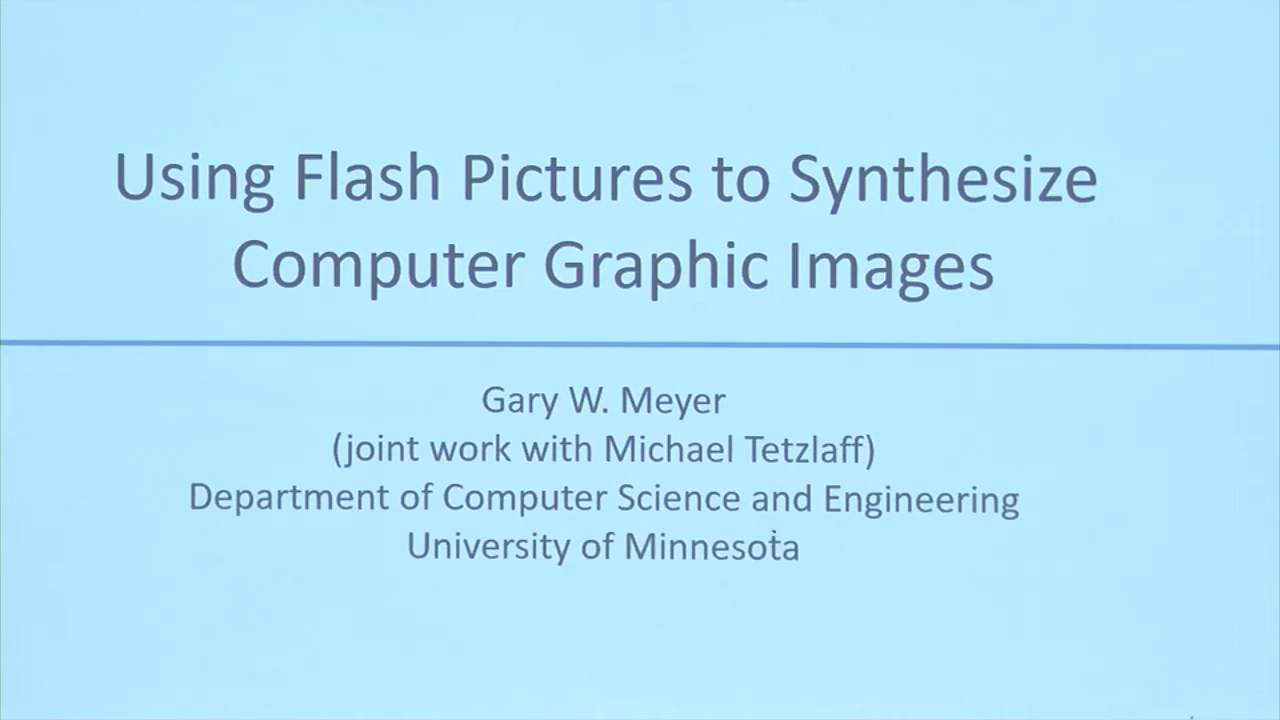 Using Flash Pictures to Synthesize
Computer Graphic Images
Gary W. Meyer
(joint work with Michael Tetzlaff)
Department of Computer Science and Engineering
University of Minnesota